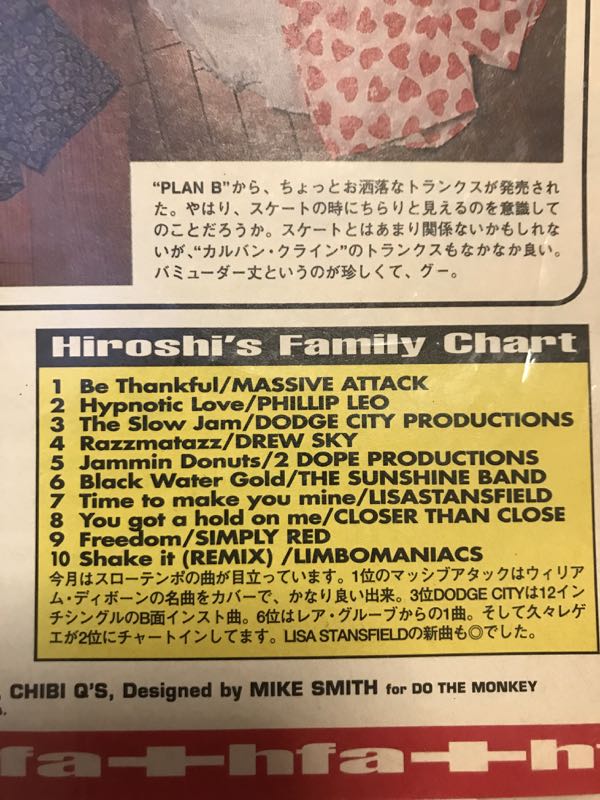 “PLAN B”から、ちょっとお洒落なトランクスが発売され
た。やはり、スケートの時にちらりと見えるのを意識して
のことだろうか。スケートとはあまり関係ないかもしれな
いが、“カルバン・クライン”のトランクスもなかなか良い。
バミューダー丈というのが珍しくて、グー。
Hiroshi's Family Chart
1 Be Thankful/MASSIVE ATTACK
2 Hypnotic Love/PHILLIP LEO
3 The Slow Jam/DODGE CITY PRODUCTIONS
4 Razzmatazz/DREW SKY
5 Jammin Donuts/2 DOPE PRODUCTIONS
6 Black Water Gold/THE SUNSHINE BAND
7 Time to make you mine/LISASTANSFIELD
8 You got a hold on me/CLOSER THAN CLOSE
9 Freedom/SIMPLY RED
10 Shake it (REMIX) /LIMBOMANIACS
今月はスローテンポの曲が目立っています。1位のマッシブアタックはウィリア
ム・ディボーンの名曲をカバーで、かなり良い出来。3位DODGE CITYは12イン
チシングルのB面インスト曲。6位はレア・グルーブからの1曲。そして久々レゲ
エが2位にチャートインしてます。LISA STANSFIELDの新曲も◎でした。
, CHIBI Q'S, Designed by MIKE SMITH for DO THE MONKEY
fa+hfa+h